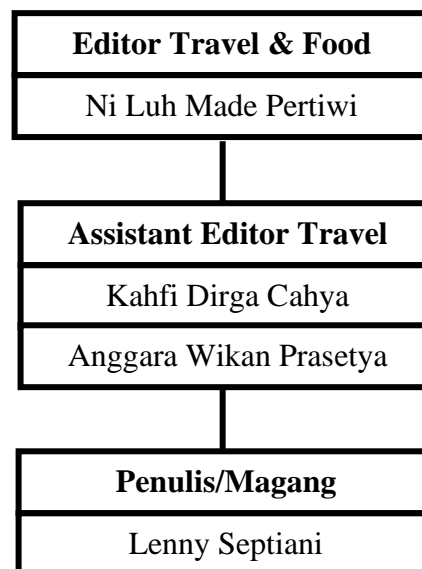 Editor Travel & Food
Ni Luh Made Pertiwi
Assistant Editor Travel
Kahfi Dirga Cahya
Anggara Wikan Prasetya
Penulis/Magang
Lenny Septiani